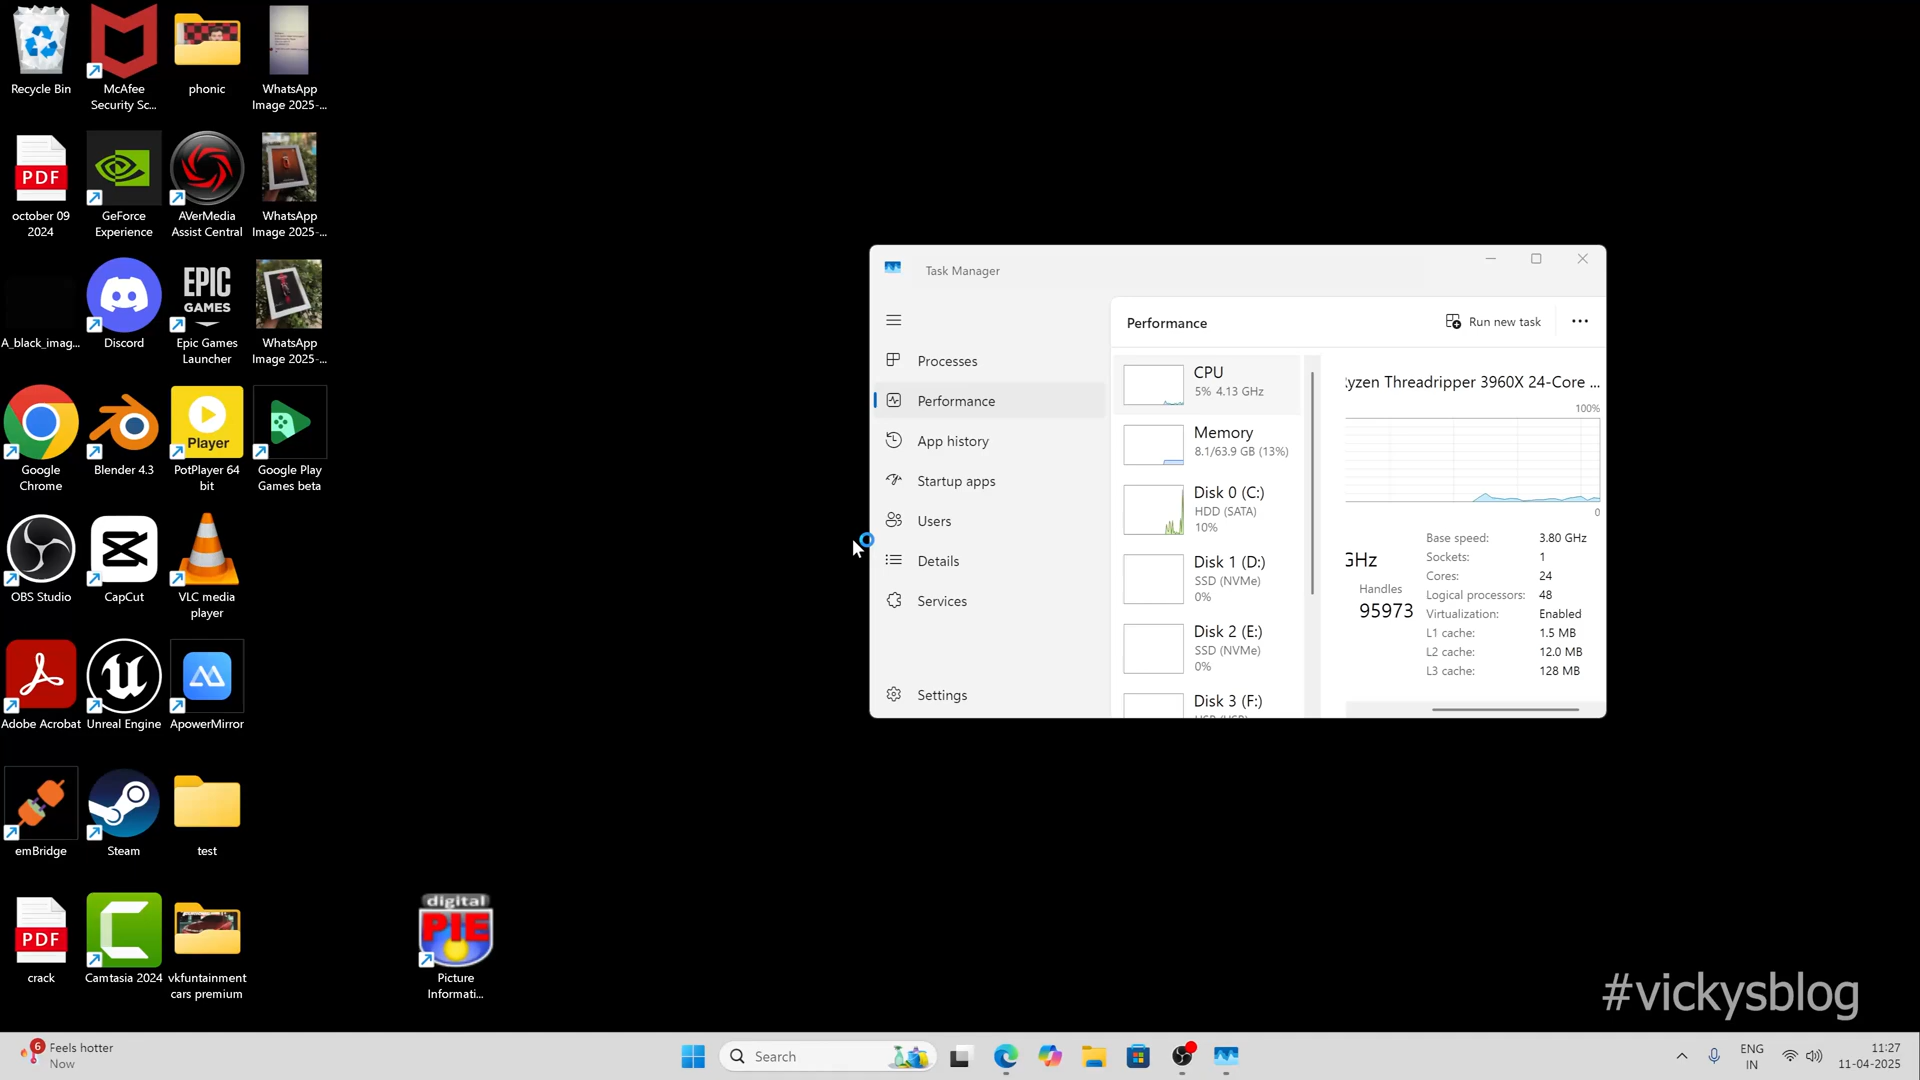 Recycle Bin
McAfee
Security Sc...
phonic
WhatsApp
Image 2025-...
PDF
october 09
2024
GeForce
Experience
AVerMedia
Assist Central
WhatsApp
Image 2025-...
A_black_imag...
Discord
EPIC
GAMES
Epic Games
Launcher
WhatsApp
Image 2025-...
Google
Chrome
Blender 4.3
Player
PotPlayer 64
bit
Google Play
Games beta
OBS Studio
CapCut
VLC media
player
Adobe Acrobat
Unreal Engine
ApowerMirror
emBridge
Steam
test
PDF
crack
Camtasia 2024
vkfuntainment
cars premium
digital
PIE
Picture
Informati...
Task Manager
Processes
Performance
App history
Startup apps
Users
Details
Services
Settings
Performance
Run new task
CPU
5% 4.13 GHz
Memory
8.1/63.9 GB (13%)
Disk 0 (C:)
HDD (SATA)
10%
Disk 1 (D:)
SSD (NVMe)
0%
Disk 2 (E:)
SSD (NVMe)
0%
Disk 3 (F:)
yzen Threadripper 3960X 24-Core ...
100%
0
GHz
Handles
95973
Base speed: 3.80 GHz
Sockets: 1
Cores: 24
Logical processors: 48
Virtualization: Enabled
L1 cache: 1.5 MB
L2 cache: 12.0 MB
L3 cache: 128 MB
#vickysblog
6
Feels hotter
Now
Search
ENG
IN
11:27
11-04-2025